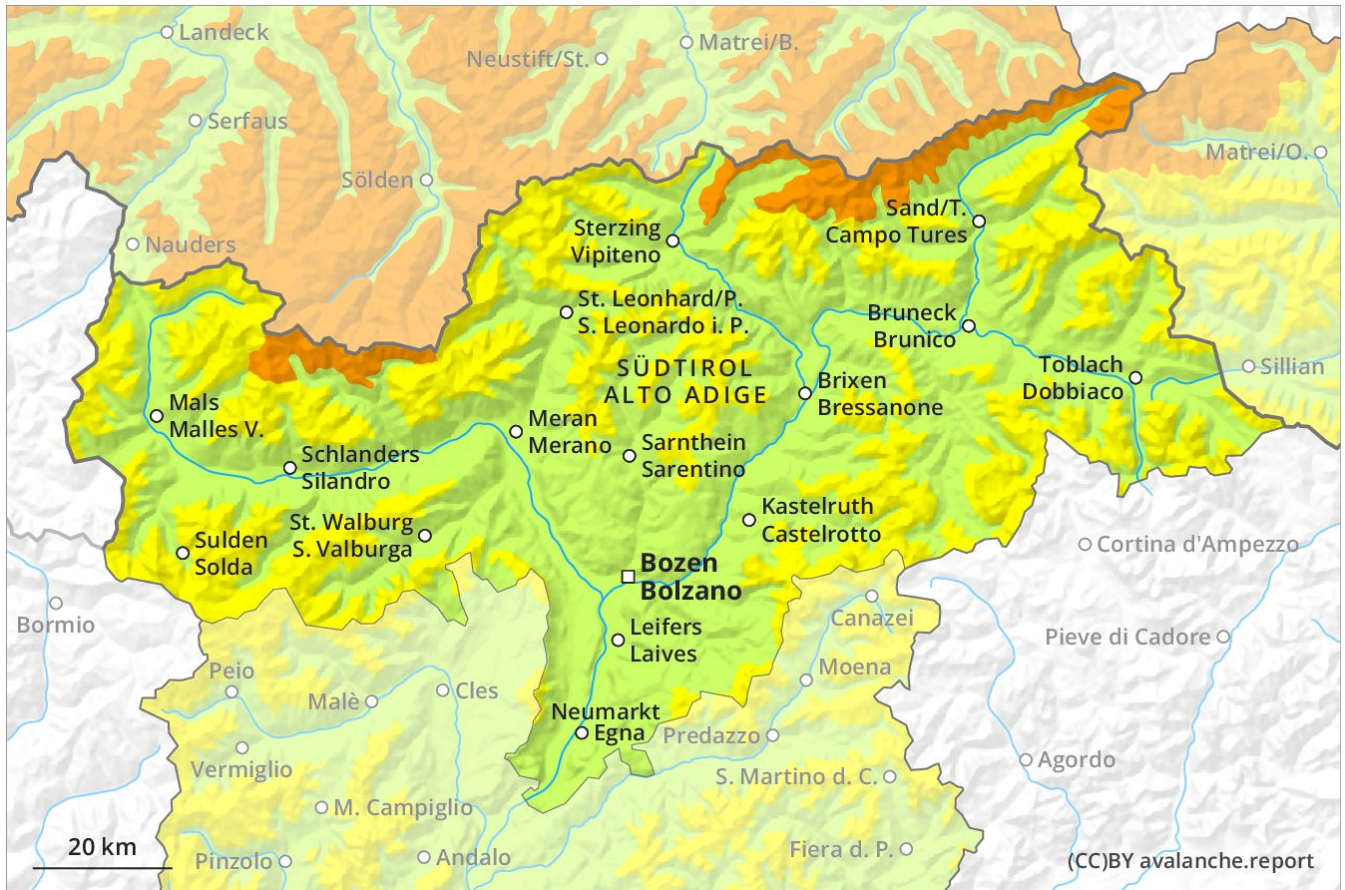 Landeck
Matrei/B.
Neustift/St.
Serfaus
Matrei/O.
Sölden
Sand/T.
Campo Tures
Nauders
Sterzing
Vipiteno
St. Leonhard/P.
S. Leonardo i. P.
Bruneck
Brunico
SÜDTIROL
ALTO ADIGE
Toblach
Dobbiaco
Sillian
Brixen
Bressanone
Mals
Malles V.
Meran
Merano
Sarnthein
Sarentino
Schlanders
Silandro
Kastelruth
Castelrotto
St. Walburg
S. Valburga
Sulden
Solda
Cortina d'Ampezzo
Bozen
Bolzano
Bormio
Canazei
Leifers
Laives
Pieve di Cadore
Peio
Moena
Malè
Cles
Neumarkt
Egna
Predazzo
Vermiglio
Agordo
S. Martino d. C.
M. Campiglio
20 km
Pinzolo
Andalo
Fiera d. P.
(CC)BY avalanche.report